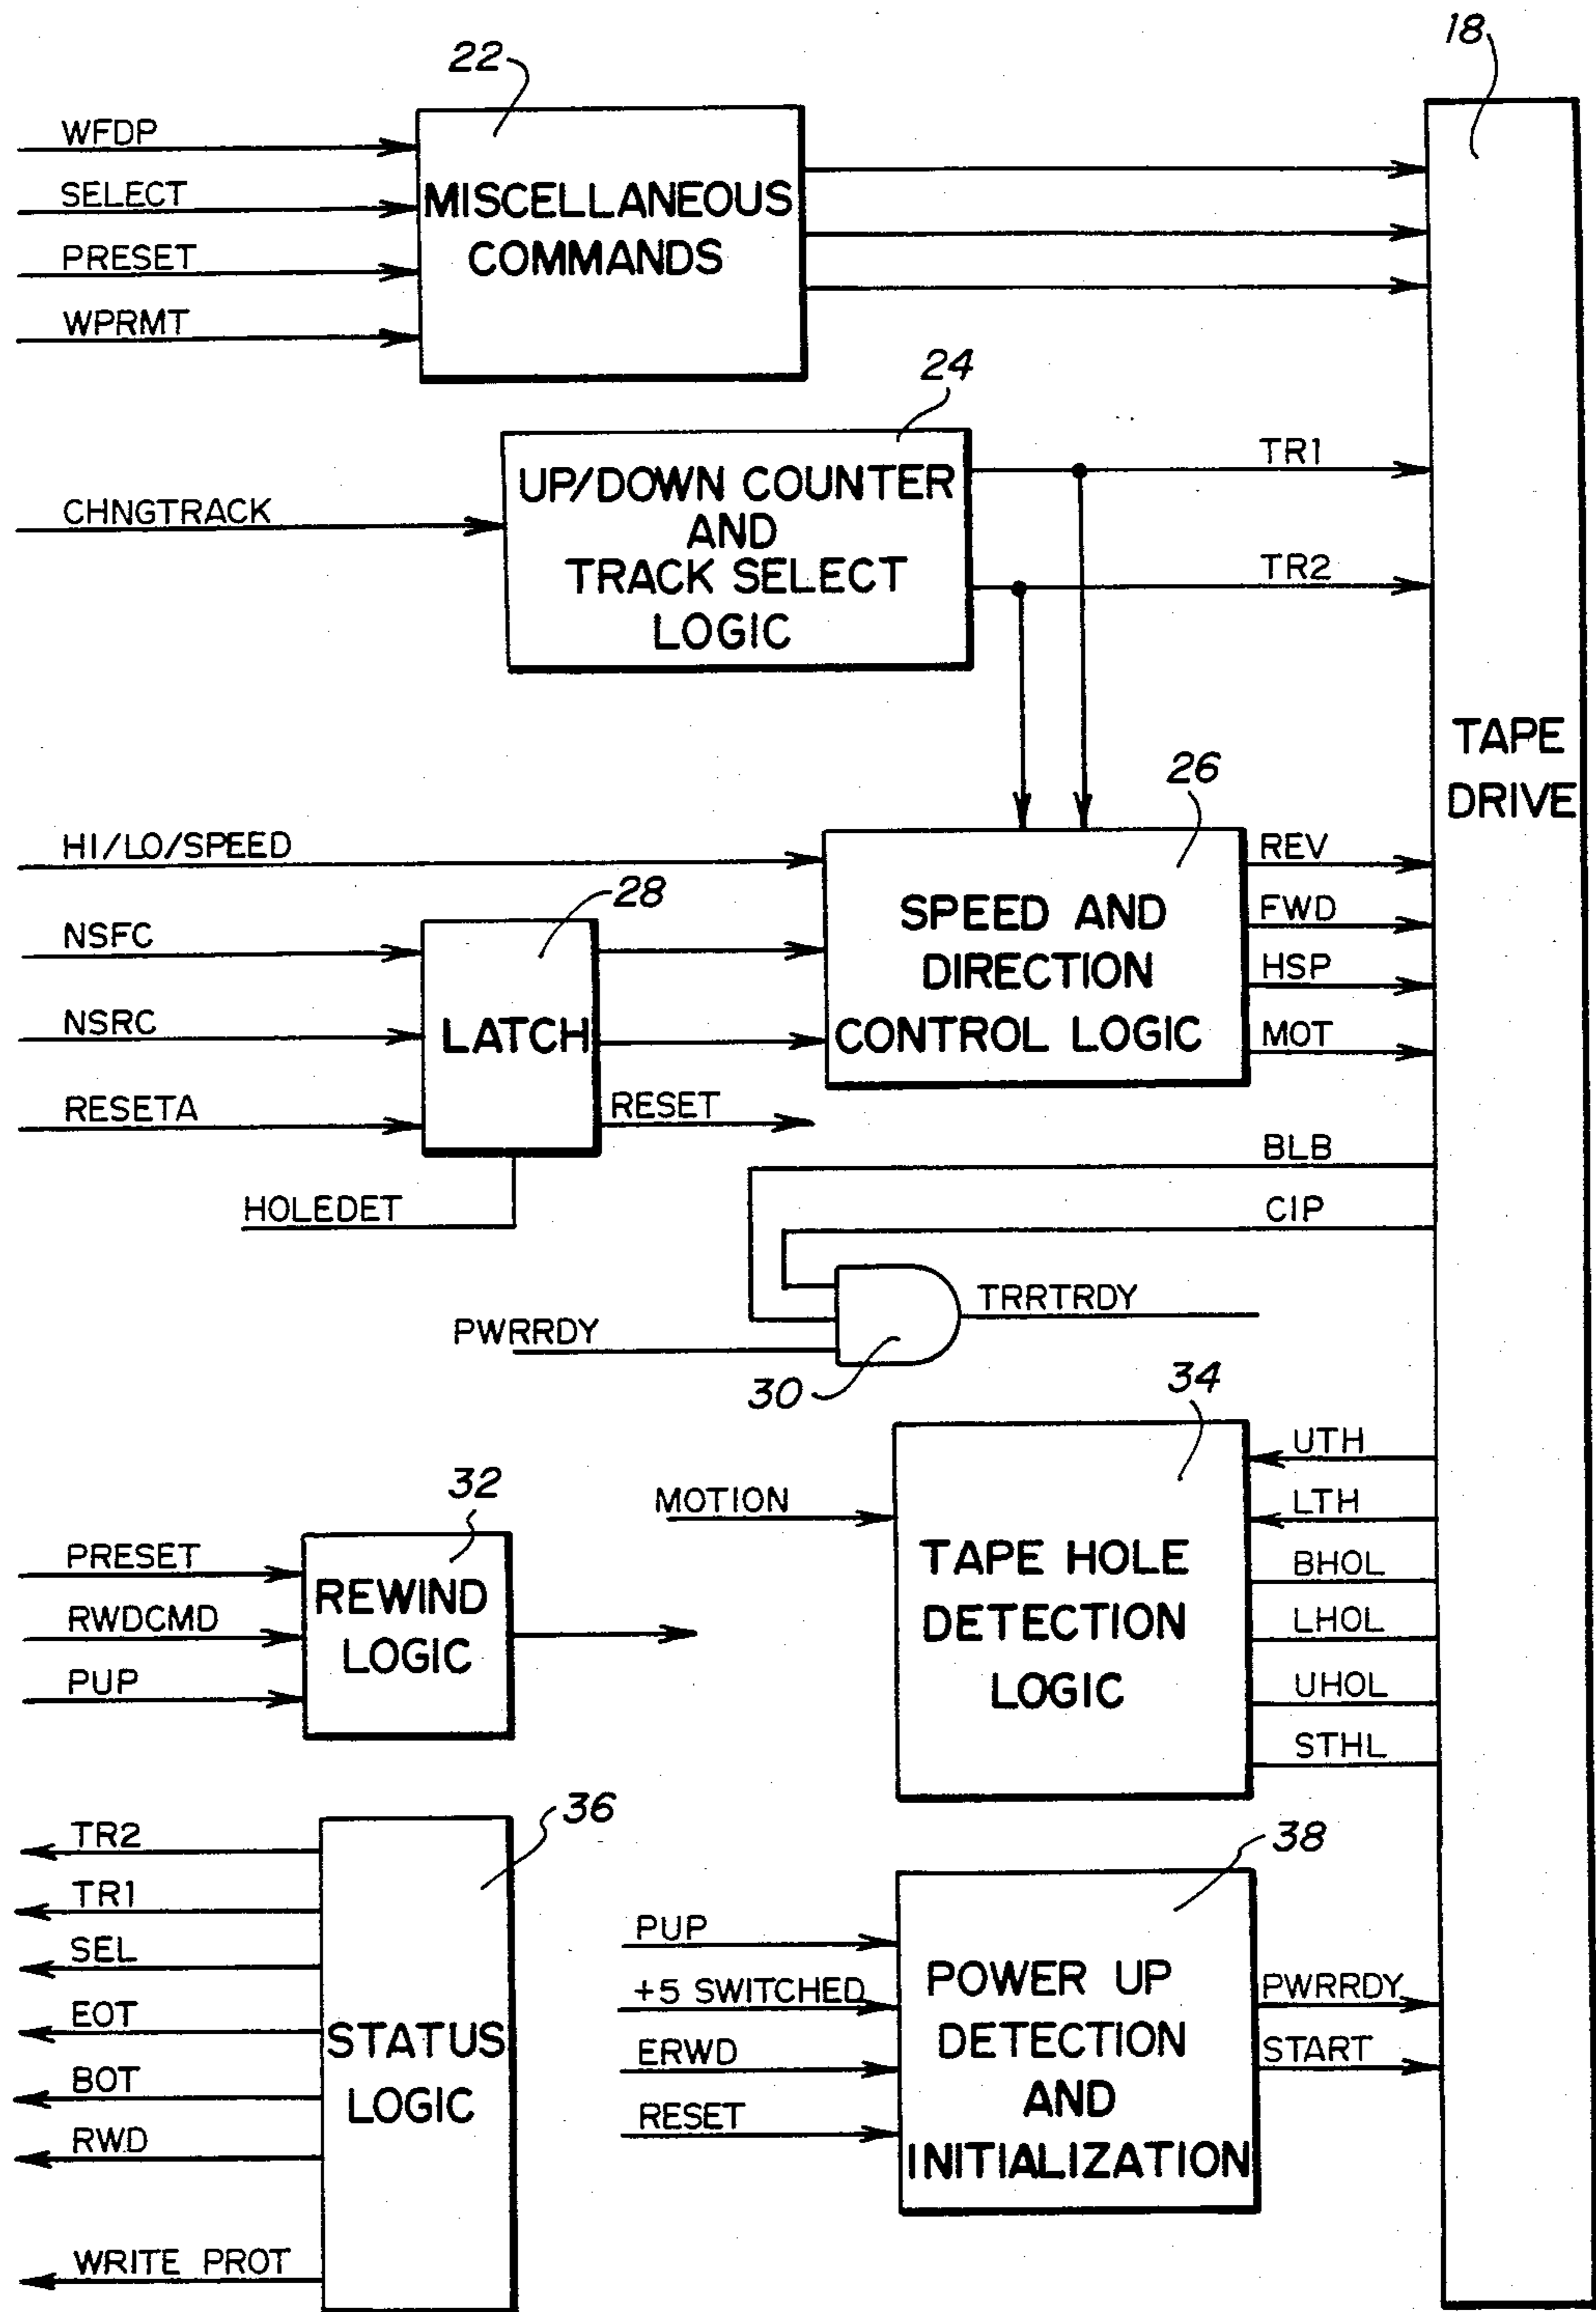 22
18
WFDP
SELECT
PRESET
WPRMT
MISCELLANEOUS
COMMANDS
24
CHNGTRACK
UP/DOWN COUNTER
AND
TRACK SELECT
LOGIC
TR1
TR2
TAPE
DRIVE
26
HI/LO/SPEED
28
NSFC
NSRC
RESETA
LATCH
RESET
HOLEDET
SPEED AND
DIRECTION
CONTROL LOGIC
REV
FWD
HSP
MOT
BLB
CIP
PWRRDY
TRRTRDY
30
34
MOTION
TAPE HOLE
DETECTION
LOGIC
UTH
LTH
BHOL
LHOL
UHOL
STHL
32
PRESET
RWDCMD
PUP
REWIND
LOGIC
36
TR2
TR1
SEL
EOT
BOT
RWD
WRITE PROT
STATUS
LOGIC
38
PUP
+5 SWITCHED
ERWD
RESET
POWER UP
DETECTION
AND
INITIALIZATION
PWRRDY
START